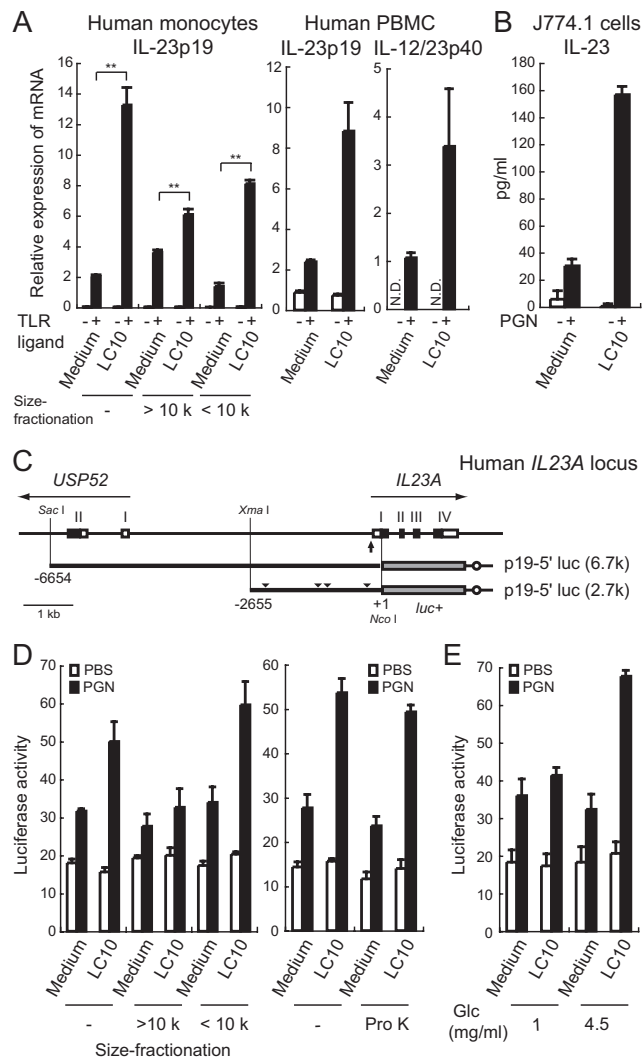 A
Human monocytes
IL-23p19
Human PBMC
IL-23p19 IL-12/23p40
B
J774.1 cells
IL-23
Relative expression of mRNA
16
14
12
10
8
6
4
2
0
**
**
**
12
10
8
6
4
2
0
5
4
3
2
1
0
N.D.
N.D.
pg/ml
180
160
140
120
100
80
60
40
20
0
TLR ligand
- + - + - + - + - + - +
- + - +
- + - +
PGN - + - +
Medium LC10 Medium LC10 Medium LC10
Medium LC10
Medium LC10
Medium LC10
Size-fractionation
- > 10 k < 10 k
C
Human IL23A locus
USP52
IL23A
Sac I
II
I
Xma I
I II III IV
-6654
p19-5' luc (6.7k)
1 kb
-2655
+1
Nco I
luc+
p19-5' luc (2.7k)
D
PBS
PGN
Luciferase activity
70
60
50
40
30
20
10
0
Medium LC10 Medium LC10 Medium LC10
- >10 k < 10 k
Size-fractionation
PBS
PGN
60
50
40
30
20
10
0
Medium LC10 Medium LC10
- Pro K
E
PBS
PGN
Luciferase activity
70
60
50
40
30
20
10
0
Medium LC10 Medium LC10
Glc (mg/ml)
1 4.5